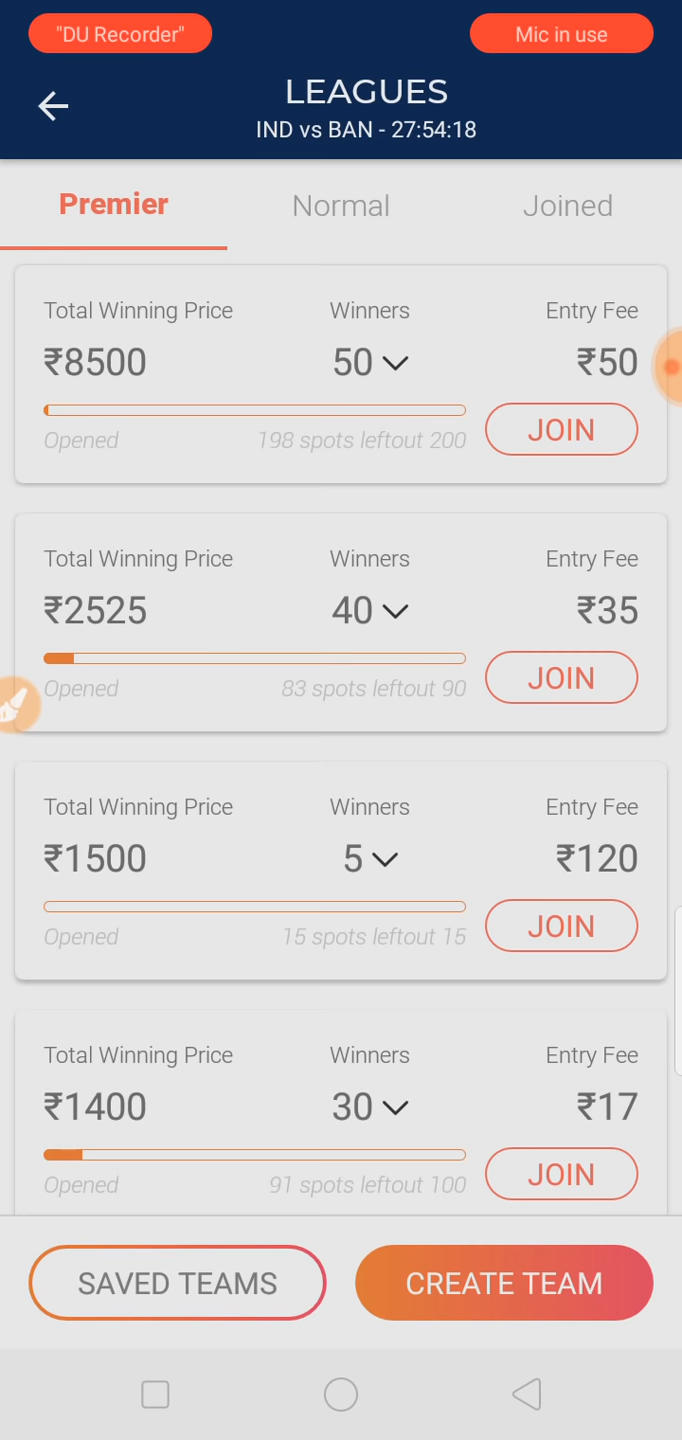 "DU Recorder" Mic in use
LEAGUES
IND vs BAN - 27:54:18
Premier Normal Joined
Total Winning Price Winners Entry Fee
₹8500 50 ₹50
Opened 198 spots leftout 200 JOIN
Total Winning Price Winners Entry Fee
₹2525 40 ₹35
Opened 83 spots leftout 90 JOIN
Total Winning Price Winners Entry Fee
₹1500 5 ₹120
Opened 15 spots leftout 15 JOIN
Total Winning Price Winners Entry Fee
₹1400 30 ₹17
Opened 91 spots leftout 100 JOIN
SAVED TEAMS CREATE TEAM